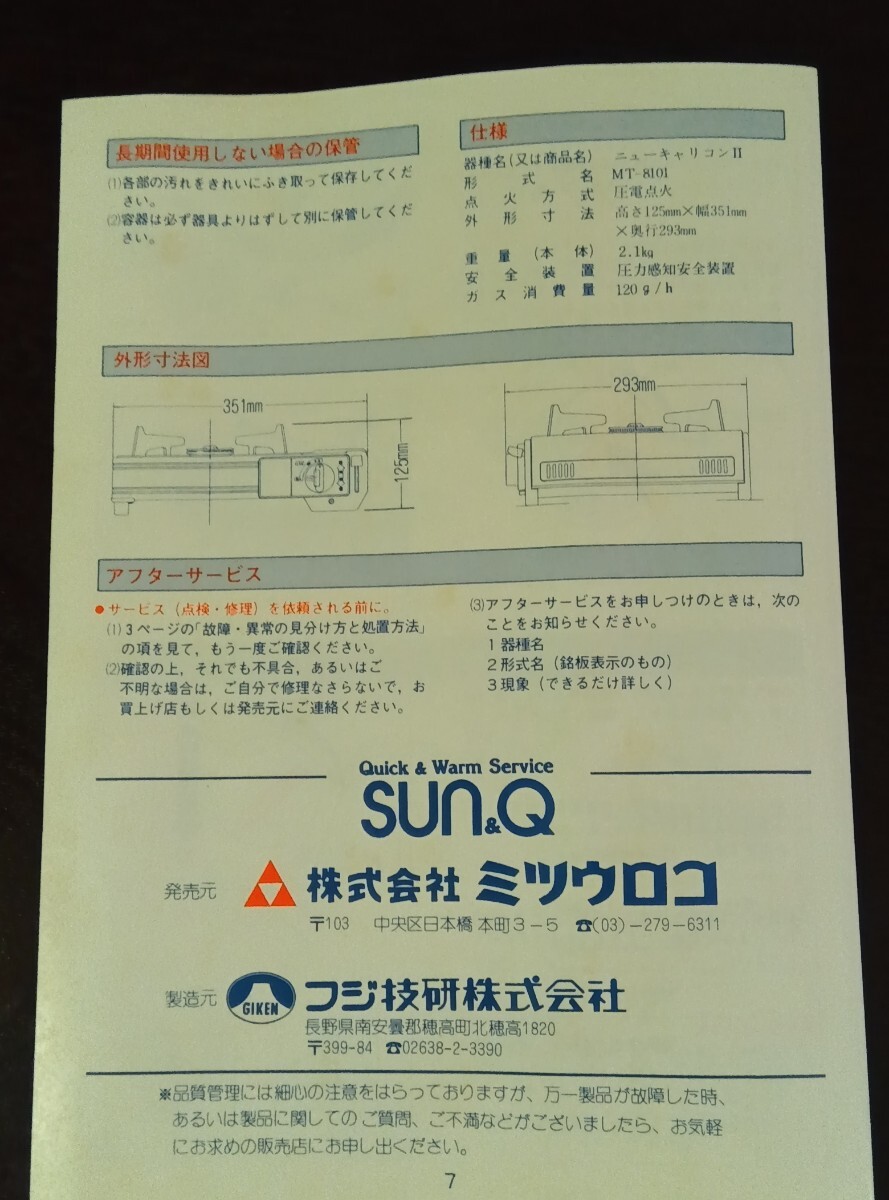 長期間使用しない場合の保管
⑴各部の汚れをきれいにふき取って保存してくだ
さい。
⑵容器は必ず器具よりはずして別に保管してくだ
さい。
仕様
器種名(又は商品名) ニューキャリコンII
形式名 MT-8101
点火方式 圧電点火
外形寸法 高さ125mm×幅351mm
×奥行293mm
重量(本体) 2.1kg
安全装置 圧力感知安全装置
ガス消費量 120g/h
外形寸法図
351mm
125mm
293mm
アフターサービス
●サービス(点検・修理)を依頼される前に。
⑴3ページの「故障・異常の見分け方と処置方法」
の項を見て,もう一度ご確認ください。
⑵確認の上,それでも不具合,あるいはご
不明な場合は,ご自分で修理なさらないで,お
買上げ店もしくは発売元にご連絡ください。
⑶アフターサービスをお申しつけのときは,次の
ことをお知らせください。
1器種名
2形式名(銘板表示のもの)
3現象(できるだけ詳しく)
Quick & Warm Service
SUN&Q
発売元 株式会社ミツウロコ
〒103 中央区日本橋本町3-5 ☎(03)-279-6311
製造元 GIKEN フジ技研株式会社
長野県南安曇郡穂高町北穂高1820
〒399-84 ☎02638-2-3390
※品質管理には細心の注意をはらっておりますが、万一製品が故障した時、
あるいは製品に関してのご質問、ご不満などがございましたら、お気軽
にお求めの販売店にお申し出ください。
7